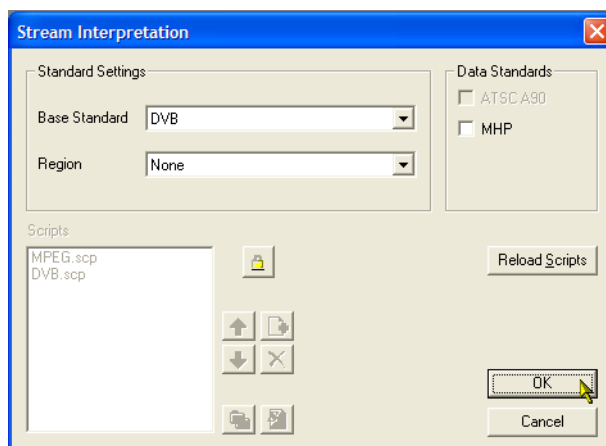 Stream Interpretation
Standard Settings
Base Standard DVB
Region None
Data Standards
ATSC A90
MHP
Scripts
MPEG.scp
DVB.scp
Reload Scripts
OK
Cancel